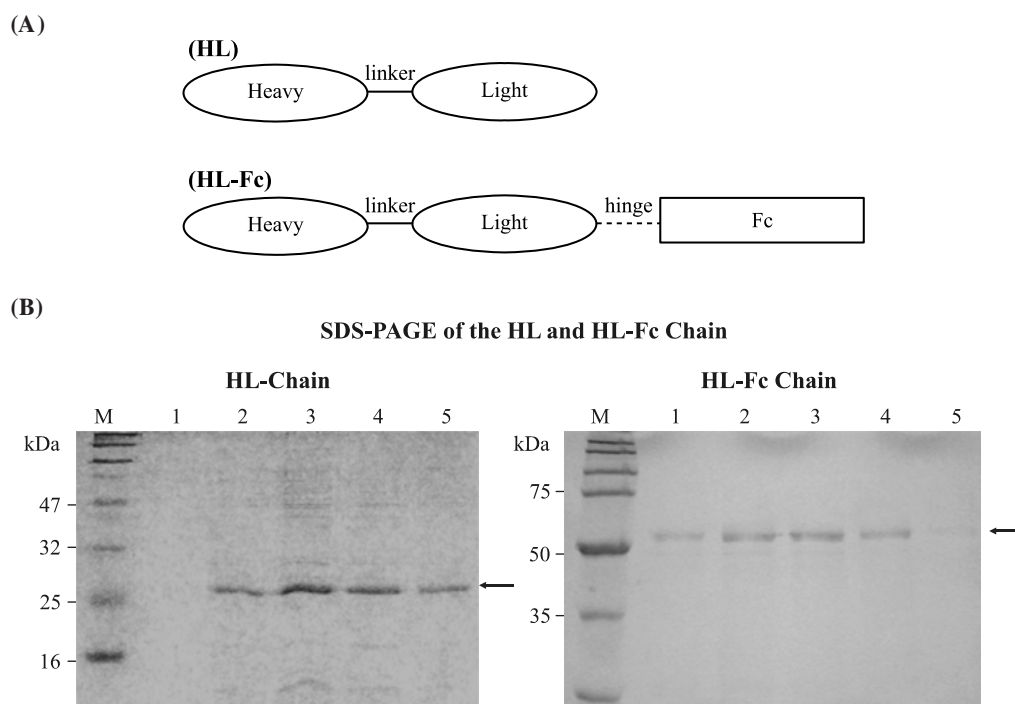 (A)
(HL)
Heavy linker Light
(HL-Fc)
Heavy linker Light hinge Fc
(B)
SDS-PAGE of the HL and HL-Fc Chain
HL-Chain
M 1 2 3 4 5
kDa
47
32
25
16
HL-Fc Chain
M 1 2 3 4 5
kDa
75
50
35